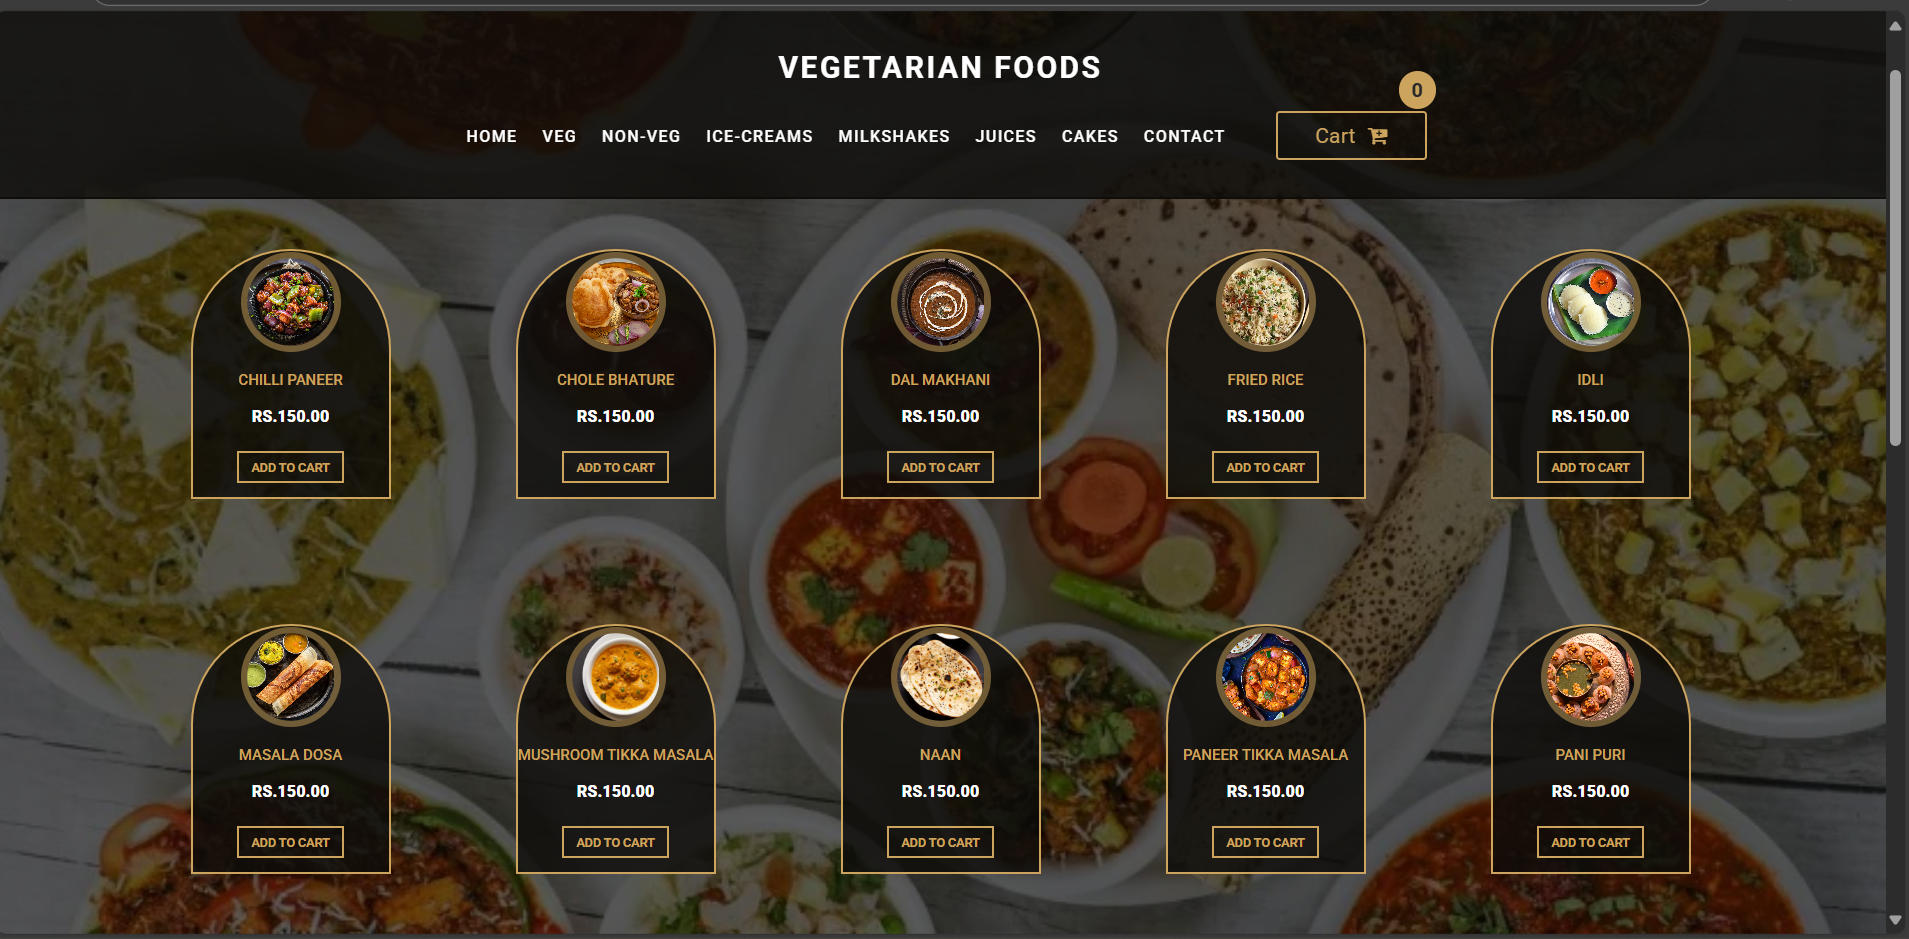 VEGETARIAN FOODS
0
HOME VEG NON-VEG ICE-CREAMS MILKSHAKES JUICES CAKES CONTACT Cart
CHILLI PANEER CHOLE BHATURE DAL MAKHANI FRIED RICE IDLI
RS.150.00 RS.150.00 RS.150.00 RS.150.00 RS.150.00
ADD TO CART ADD TO CART ADD TO CART ADD TO CART ADD TO CART
MASALA DOSA MUSHROOM TIKKA MASALA NAAN PANEER TIKKA MASALA PANI PURI
RS.150.00 RS.150.00 RS.150.00 RS.150.00 RS.150.00
ADD TO CART ADD TO CART ADD TO CART ADD TO CART ADD TO CART